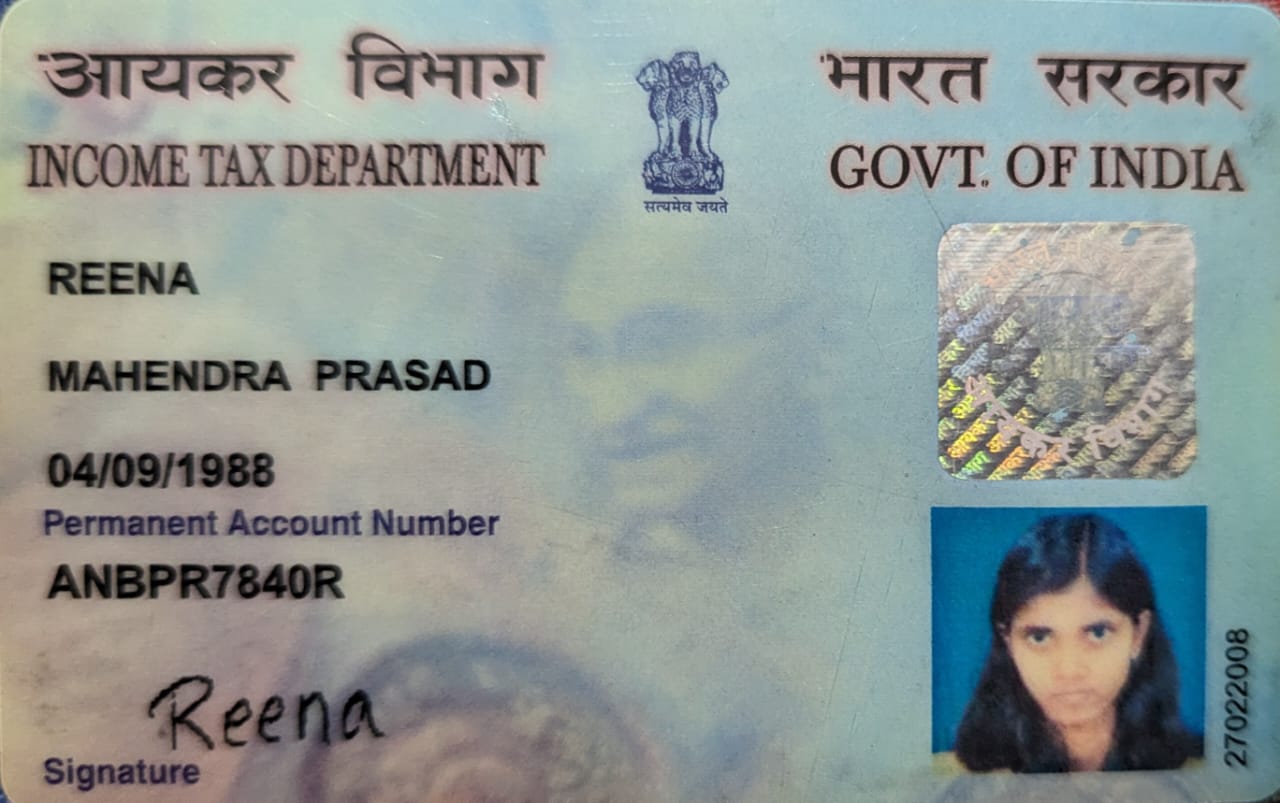 आयकर विभाग
INCOME TAX DEPARTMENT
सत्यमेव जयते
भारत सरकार
GOVT. OF INDIA
REENA
MAHENDRA PRASAD
04/09/1988
Permanent Account Number
ANBPR7840R
Reena
Signature
27022008